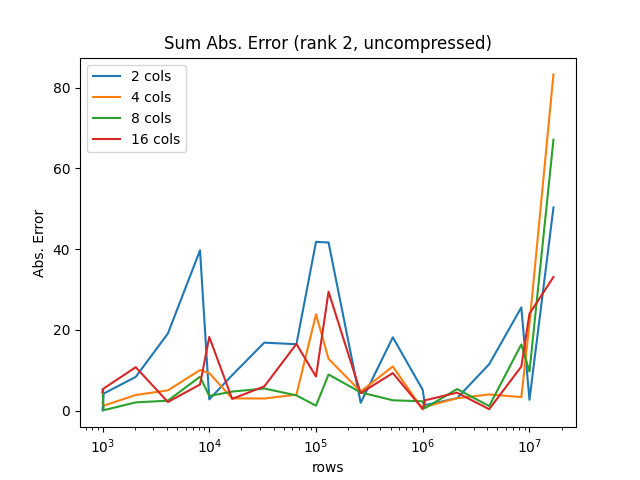 Sum Abs. Error (rank 2, uncompressed)
2 cols
4 cols
8 cols
16 cols
Abs. Error
80
60
40
20
0
10³ 10⁴ 10⁵ 10⁶ 10⁷
rows